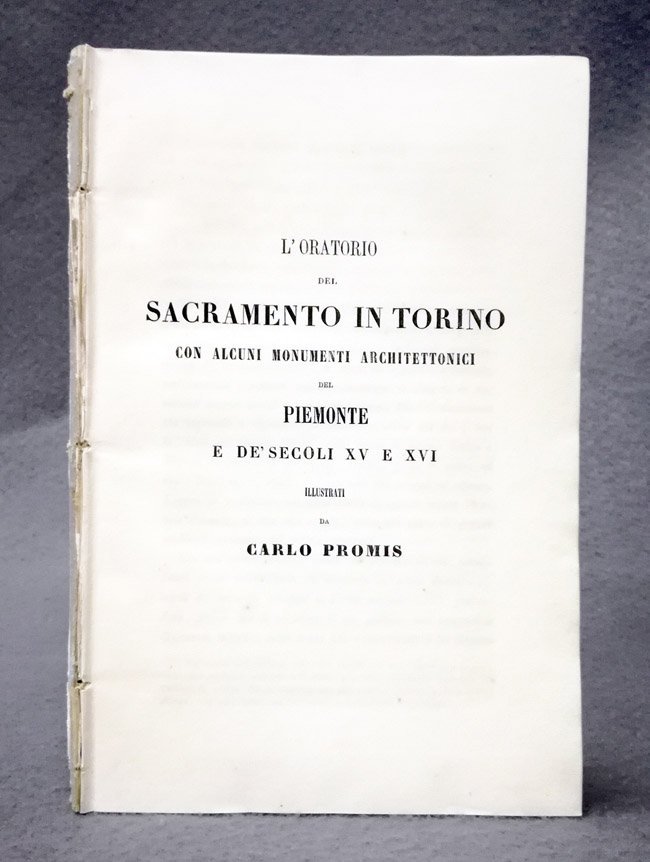 L'ORATORIO
DEL
SACRAMENTO IN TORINO
CON ALCUNI MONUMENTI ARCHITETTONICI
DEL
PIEMONTE
E DE' SECOLI XV E XVI
ILLUSTRATI
DA
CARLO PROMIS